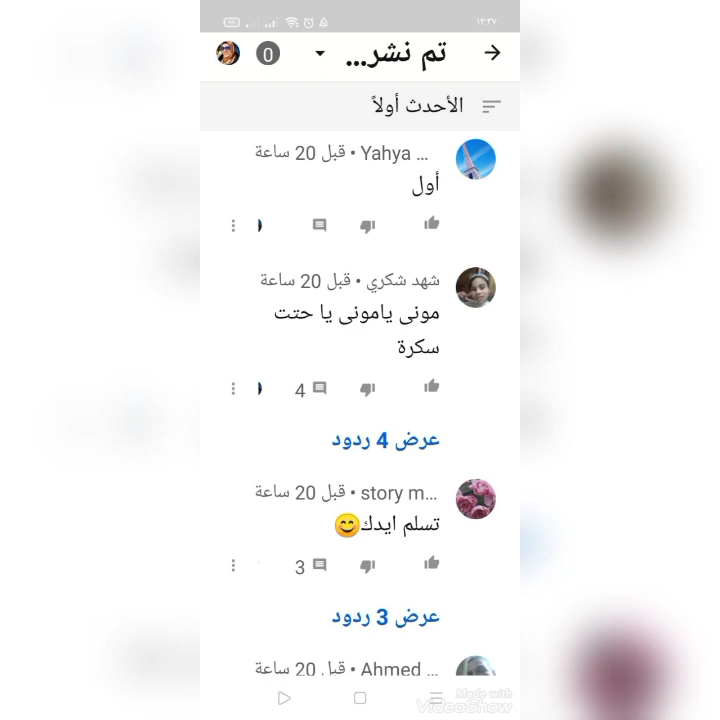 ١٢:٣٧
تم نشر...
0
الأحدث أولاً
Yahya ... • قبل 20 ساعة
أول
شهد شكري • قبل 20 ساعة
مونى يامونى يا حتت
سكرة
4
عرض 4 ردود
story m... • قبل 20 ساعة
تسلم ايدك😊
3
عرض 3 ردود
Ahmed ... • قبل 20 ساعة
Made with
VideoShow